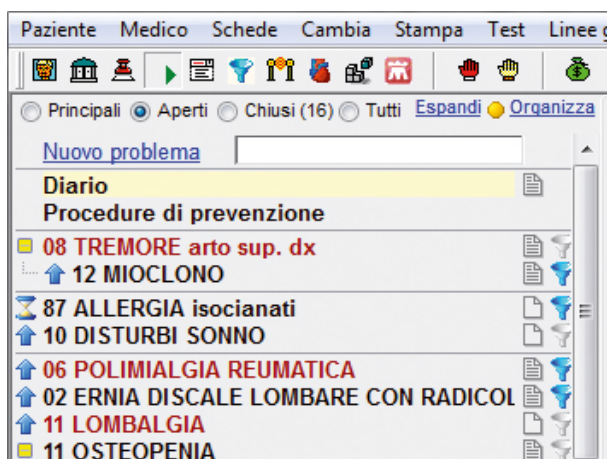 Paziente Medico Schede Cambia Stampa Test Linee g
Principali Aperti Chiusi (16) Tutti Espandi Organizza
Nuovo problema
Diario
Procedure di prevenzione
08 TREMORE arto sup. dx
12 MIOCLONO
87 ALLERGIA isocianati
10 DISTURBI SONNO
06 POLIMIALGIA REUMATICA
02 ERNIA DISCALE LOMBARE CON RADICOL
11 LOMBALGIA
11 OSTEOPENIA